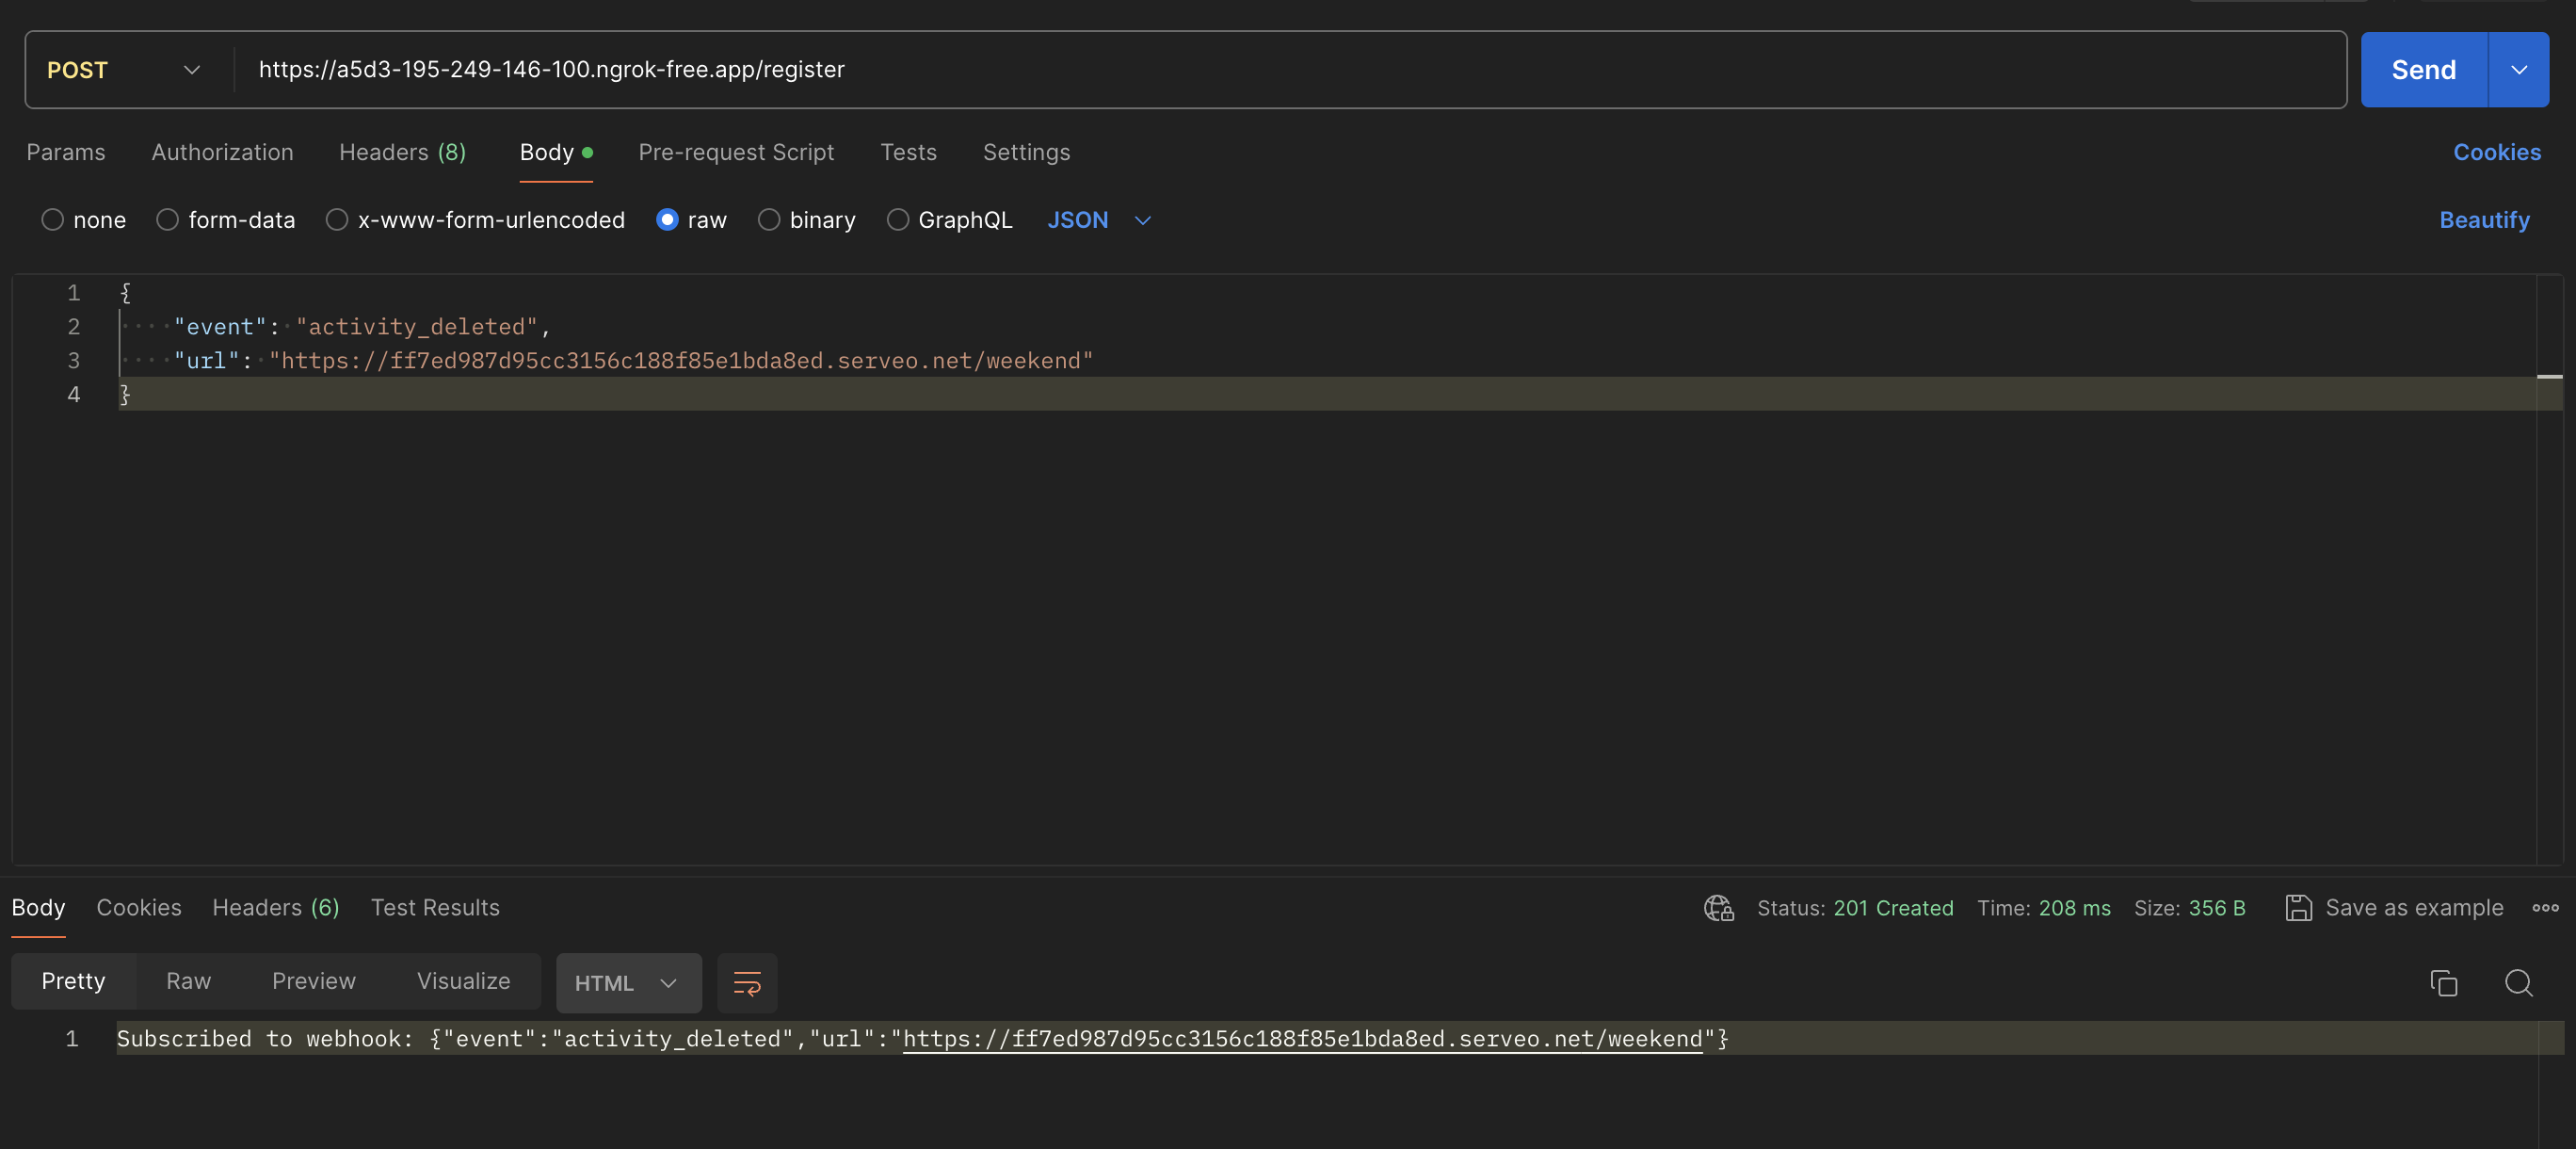 POST https://a5d3-195-249-146-100.ngrok-free.app/register Send
Params Authorization Headers (8) Body Pre-request Script Tests Settings Cookies
none form-data x-www-form-urlencoded raw binary GraphQL JSON Beautify
1 {
2 "event": "activity_deleted",
3 "url": "https://ff7ed987d95cc3156c188f85e1bda8ed.serveo.net/weekend"
4 }
Body Cookies Headers (6) Test Results Status: 201 Created Time: 208 ms Size: 356 B Save as example
Pretty Raw Preview Visualize HTML
1 Subscribed to webhook: {"event":"activity_deleted","url":"https://ff7ed987d95cc3156c188f85e1bda8ed.serveo.net/weekend"}